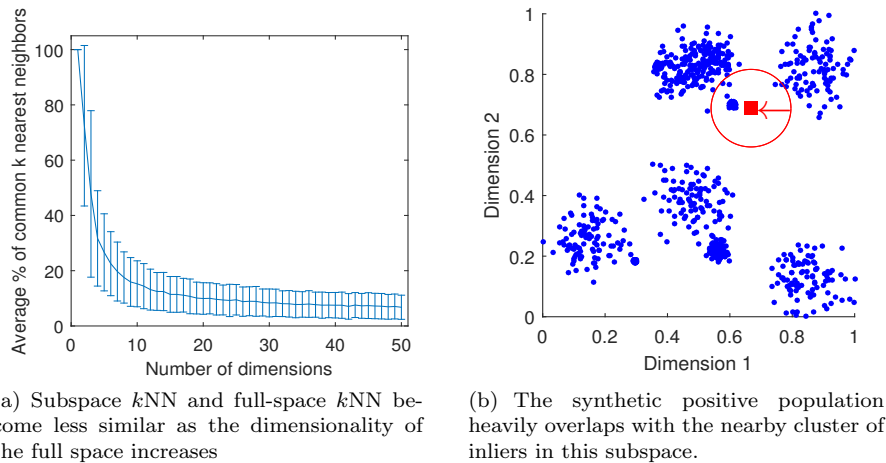 Average % of common k nearest neighbors
100
80
60
40
20
0
0
10
20
30
40
50
Number of dimensions
Dimension 2
1
0.8
0.6
0.4
0.2
0
0
0.2
0.4
0.6
0.8
1
Dimension 1
a) Subspace kNN and full-space kNN be-
come less similar as the dimensionality of
he full space increases
(b) The synthetic positive population
heavily overlaps with the nearby cluster of
inliers in this subspace.